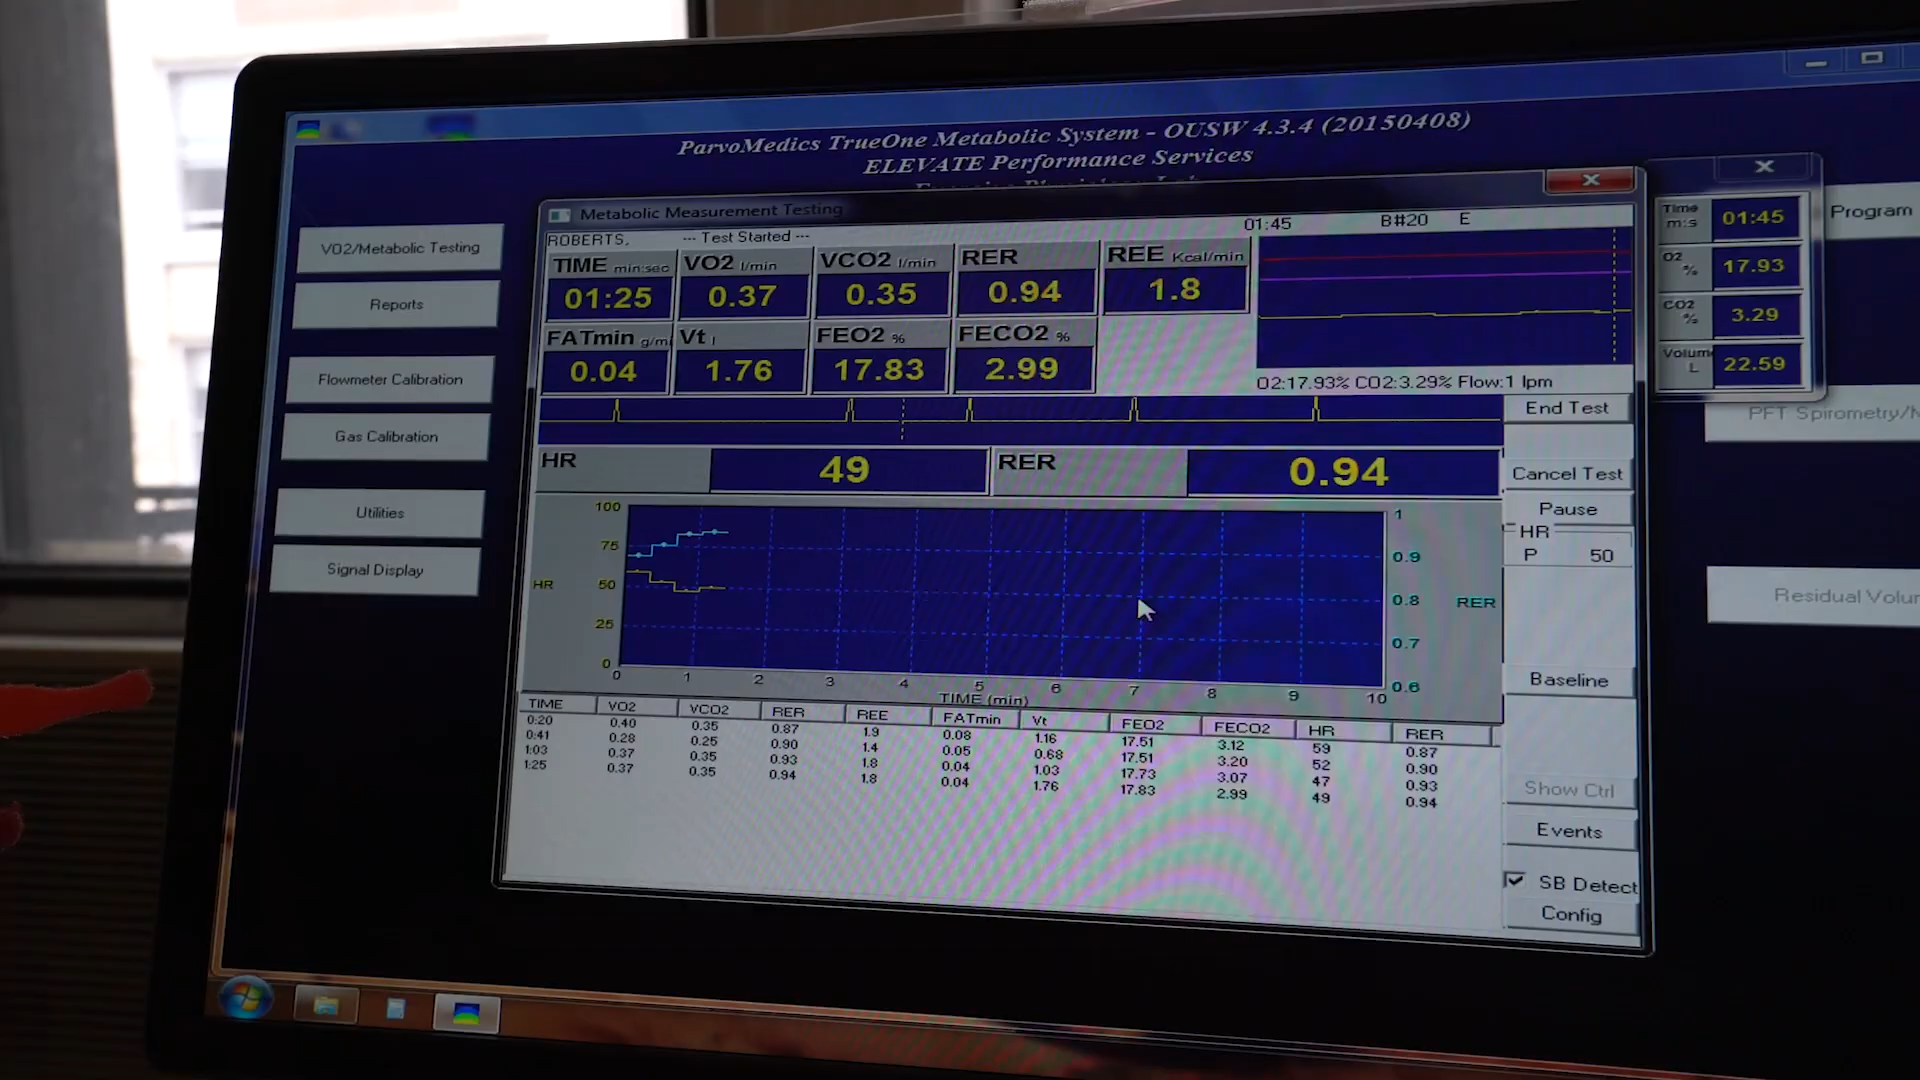 ParvoMedics TrueOne Metabolic System - OUSW 4.3.4 (20150408)
ELEVATE Performance Services
VO2/Metabolic Testing
Reports
Flowmeter Calibration
Gas Calibration
Utilities
Signal Display
Metabolic Measurement Testing
ROBERTS, --- Test Started --- 01:45 B#20 E
TIME min:sec VO2 l/min VCO2 l/min RER REE Kcal/min
01:25 0.37 0.35 0.94 1.8
FATmin g/mi Vt l FEO2 % FECO2 %
0.04 1.76 17.83 2.99
O2:17.93% CO2:3.29% Flow:1 lpm
HR 49 RER 0.94
100
75
50
25
0
HR
0 1 2 3 4 5 6 7 8 9 10
TIME (min)
1
0.9
0.8
0.7
0.6
RER
TIME VO2 VCO2 RER REE FATmin Vt FEO2 FECO2 HR RER
0:20 0.40 0.35 0.87 1.9 0.08 1.16 17.51 3.12 59 0.87
0:41 0.28 0.25 0.90 1.4 0.05 0.68 17.51 3.20 52 0.90
1:03 0.37 0.35 0.93 1.8 0.04 1.03 17.73 3.07 47 0.93
1:25 0.37 0.35 0.94 1.8 0.04 1.76 17.83 2.99 49 0.94
End Test
Cancel Test
Pause
HR
P 50
Baseline
Show Ctrl
Events
SB Detect
Config
Time m:s 01:45
O2 % 17.93
CO2 % 3.29
Volum L 22.59
Program
PFT Spirometry/
Residual Volu